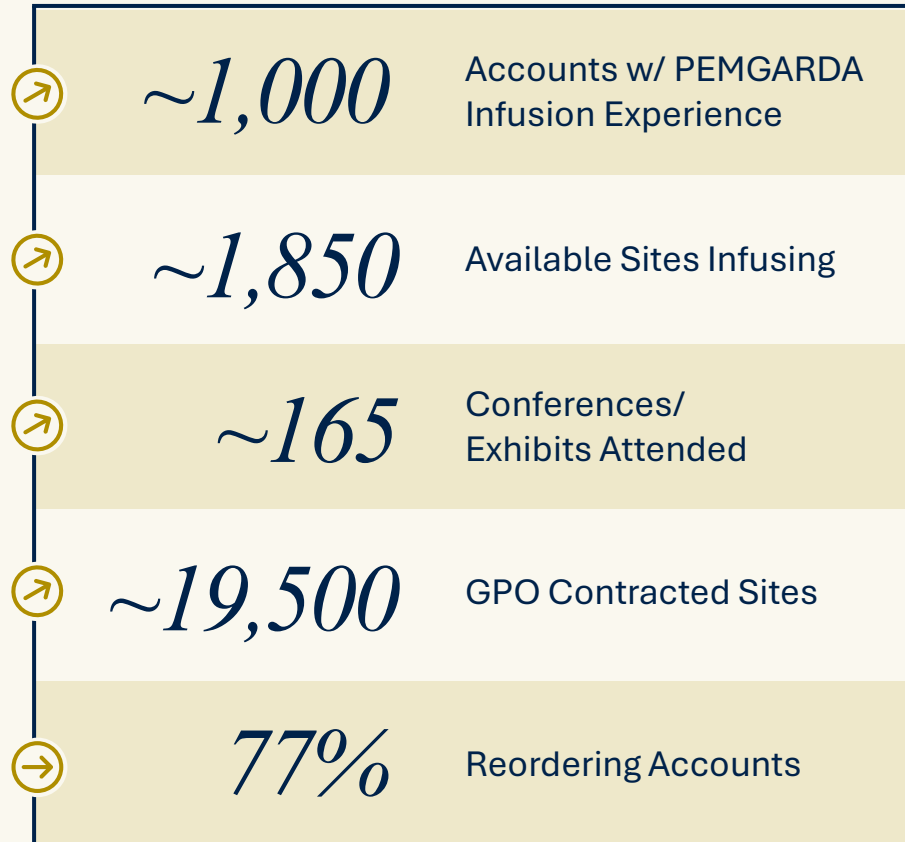 ~1,000
Accounts w/ PEMGARDA
Infusion Experience
~1,850
Available Sites Infusing
~165
Conferences/
Exhibits Attended
~19,500
GPO Contracted Sites
77%
Reordering Accounts